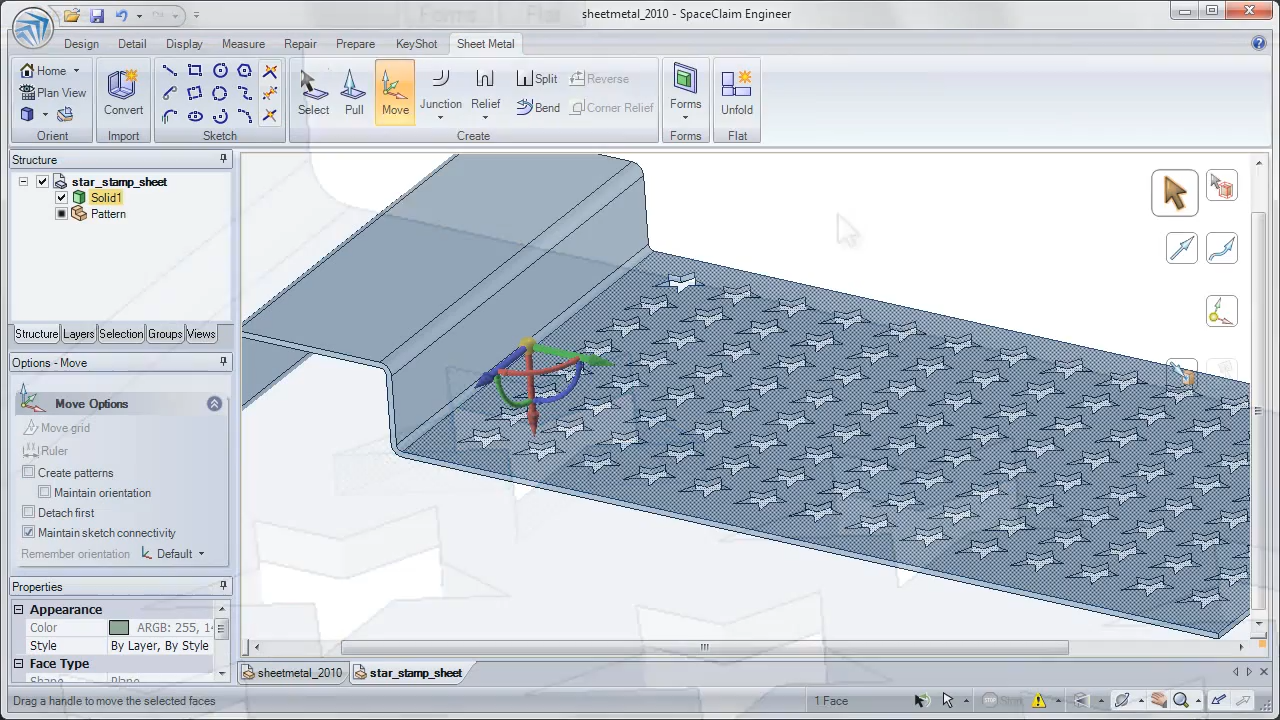 sheetmetal_2010 - SpaceClaim Engineer
Design Detail Display Measure Repair Prepare KeyShot Sheet Metal
Home
Plan View
Orient
Convert
Import
Sketch
Select
Pull
Move
Junction
Relief
Split
Bend
Reverse
Corner Relief
Create
Forms
Forms
Unfold
Flat
Structure
star_stamp_sheet
Solid1
Pattern
Structure Layers Selection Groups Views
Options - Move
Move Options
Move grid
Ruler
Create patterns
Maintain orientation
Detach first
Maintain sketch connectivity
Remember orientation Default
Properties
Appearance
Color ARGB: 255, 1
Style By Layer, By Style
Face Type
sheetmetal_2010 star_stamp_sheet
Drag a handle to move the selected faces 1 Face